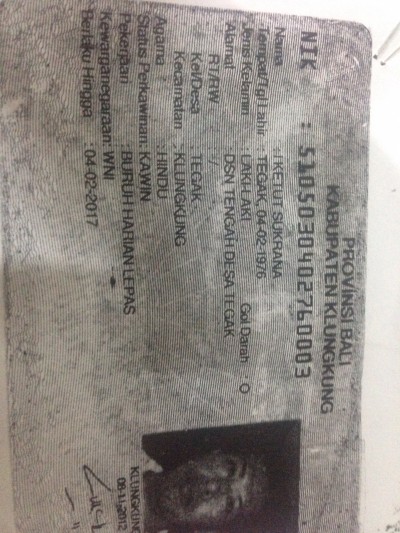 PROVINSI BALI
KABUPATEN KLUNGKUNG
NIK : 5105030402760003
Nama : I KETUT SUKRANA
Tempat/Tgl Lahir : TEGAK, 04-02-1976
Jenis Kelamin : LAKI-LAKI Gol Darah : O
Alamat : DSN TENGAH DESA TEGAK
RT/RW : -/-
Kel/Desa : TEGAK
Kecamatan : KLUNGKUNG
Agama : HINDU
Status Perkawinan: KAWIN
Pekerjaan : BURUH HARIAN LEPAS
Kewarganegaraan: WNI
Berlaku Hingga : 04-02-2017
KLUNGKUNG
08-11-2012